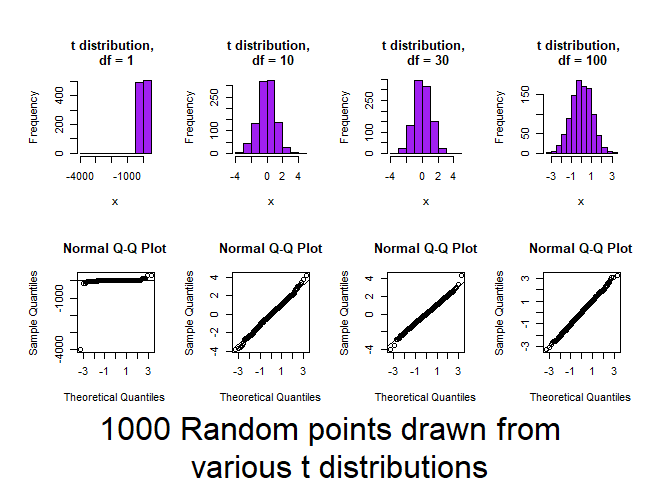 t distribution,
df = 1
t distribution,
df = 10
t distribution,
df = 30
t distribution,
df = 100
Frequency
0 200 400
-4000 -1000
x
Frequency
0 100 250
-4 0 2 4
x
Frequency
0 100 250
-4 0 2 4
x
Frequency
0 50 150
-3 -1 1 3
x
Normal Q-Q Plot
Normal Q-Q Plot
Normal Q-Q Plot
Normal Q-Q Plot
Sample Quantiles
-4000 -1000
-3 -1 1 3
Theoretical Quantiles
Sample Quantiles
-4 -2 0 2 4
-3 -1 1 3
Theoretical Quantiles
Sample Quantiles
-4 0 2 4
-3 -1 1 3
Theoretical Quantiles
Sample Quantiles
-3 -1 1 3
-3 -1 1 3
Theoretical Quantiles
1000 Random points drawn from
various t distributions